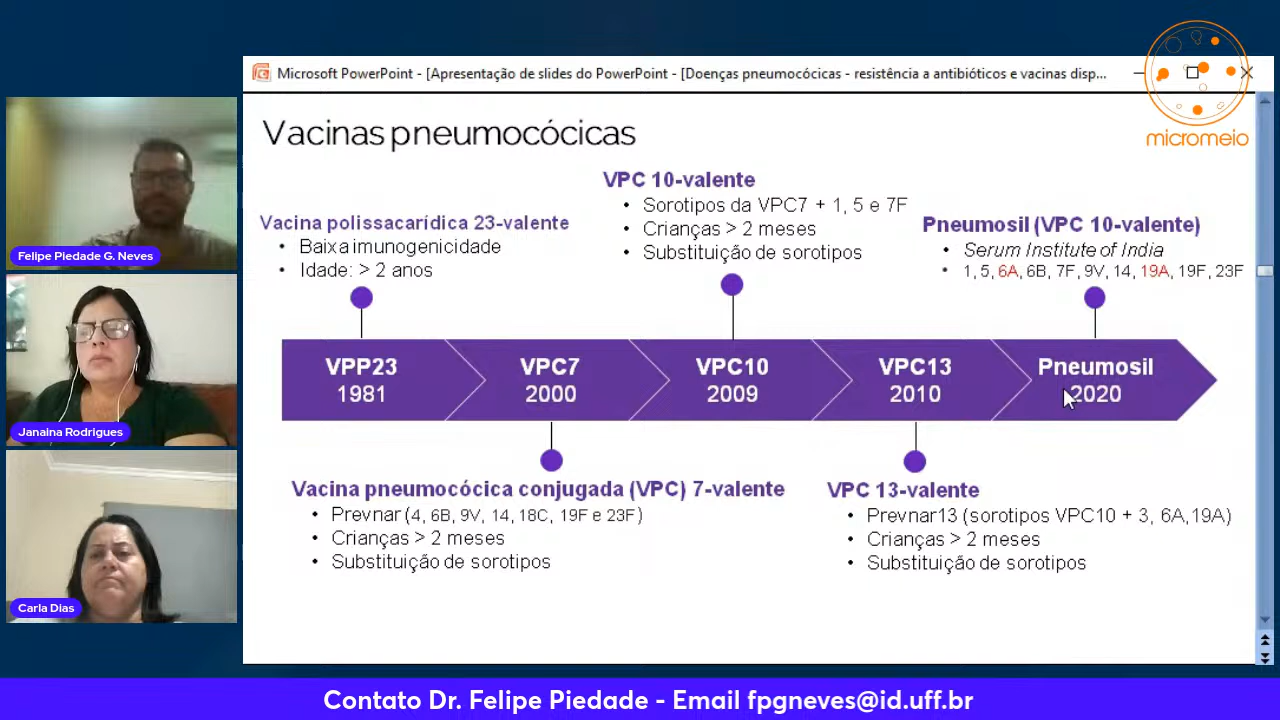 Microsoft PowerPoint - [Apresentação de slides do PowerPoint - [Doenças pneumocócicas - resistência a antibióticos e vacinas disp...
micromeio
Vacinas pneumocócicas
Vacina polissacarídica 23-valente
• Baixa imunogenicidade
• Idade: > 2 anos
VPC 10-valente
• Sorotipos da VPC7 + 1, 5 e 7F
• Crianças > 2 meses
• Substituição de sorotipos
Pneumosil (VPC 10-valente)
• Serum Institute of India
• 1, 5, 6A, 6B, 7F, 9V, 14, 19A, 19F, 23F
VPP23
1981
VPC7
2000
VPC10
2009
VPC13
2010
Pneumosil
2020
Vacina pneumocócica conjugada (VPC) 7-valente
• Prevnar (4, 6B, 9V, 14, 18C, 19F e 23F)
• Crianças > 2 meses
• Substituição de sorotipos
VPC 13-valente
• Prevnar13 (sorotipos VPC10 + 3, 6A,19A)
• Crianças > 2 meses
• Substituição de sorotipos
Felipe Piedade G. Neves
Janaina Rodrigues
Carla Dias
Contato Dr. Felipe Piedade - Email fpgneves@id.uff.br